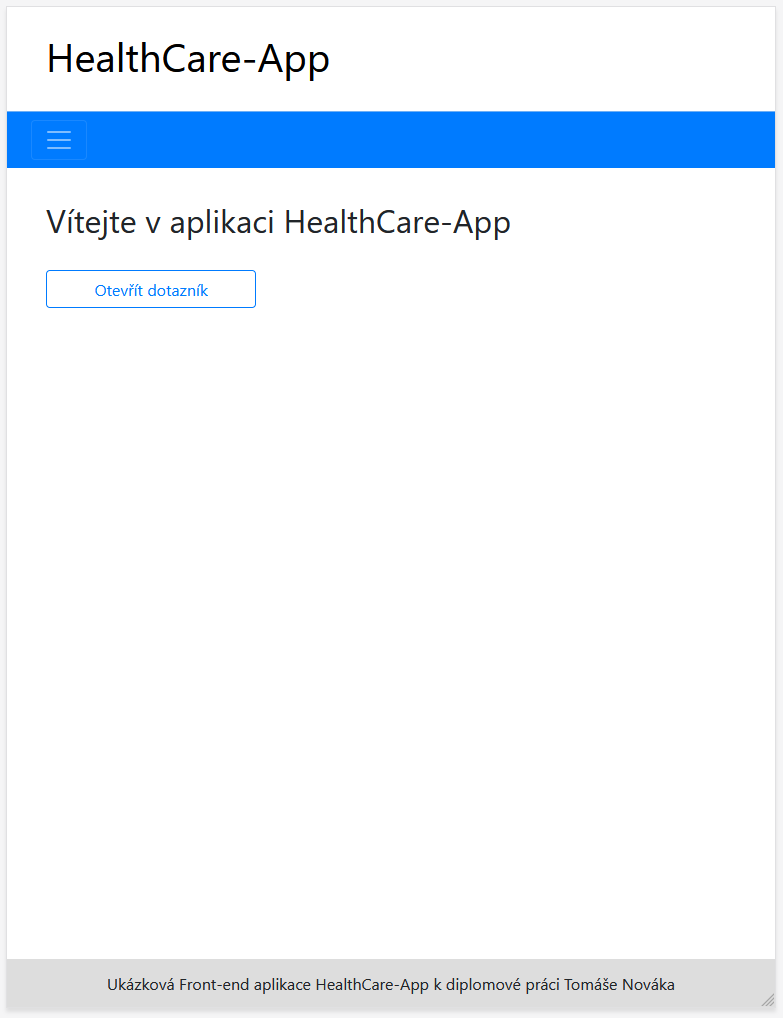 HealthCare-App
Vítejte v aplikaci HealthCare-App
Otevřít dotazník
Ukázková Front-end aplikace HealthCare-App k diplomové práci Tomáše Nováka